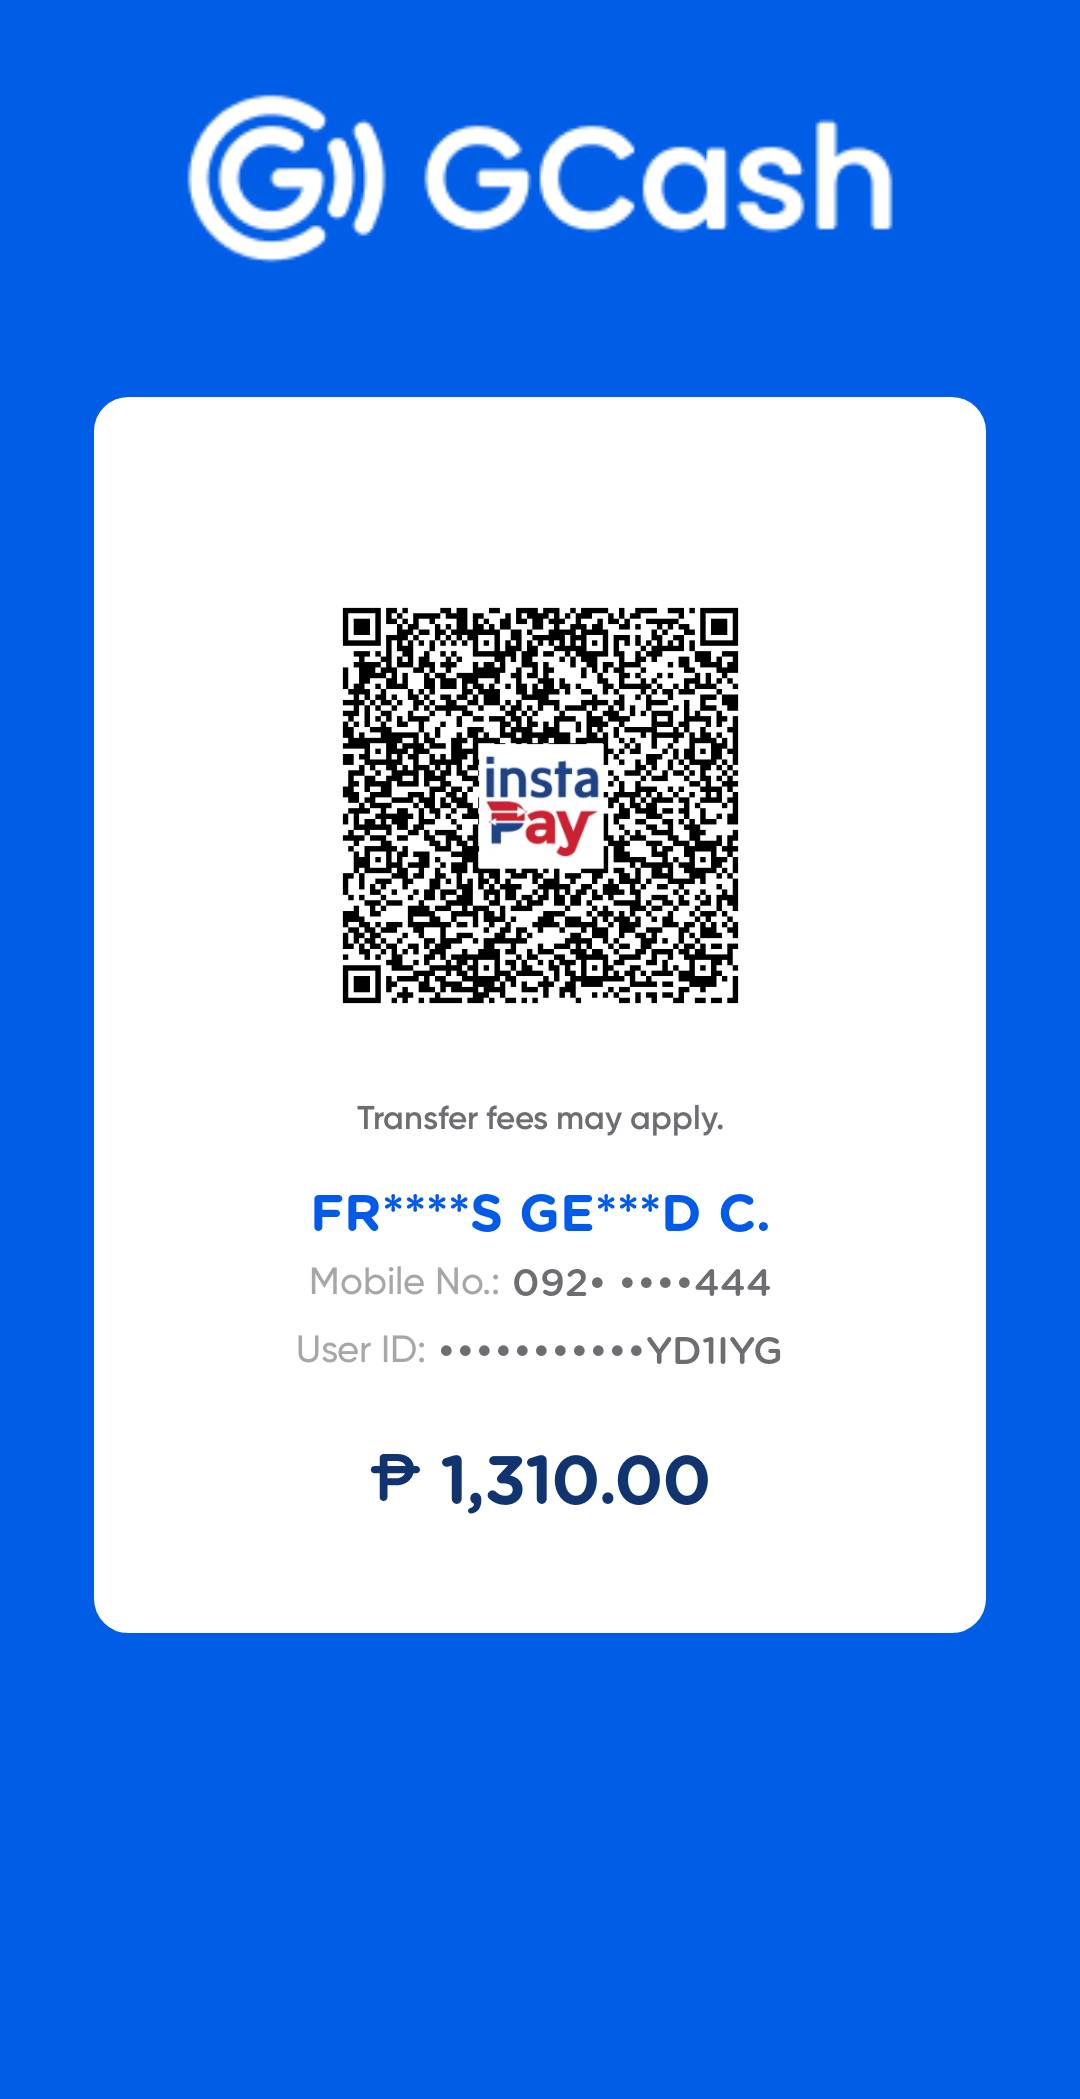 GCash
insta
Pay
Transfer fees may apply.
FR****S GE***D C.
Mobile No.: 092• ••••444
User ID: •••••••••••YD1IYG
₱ 1,310.00